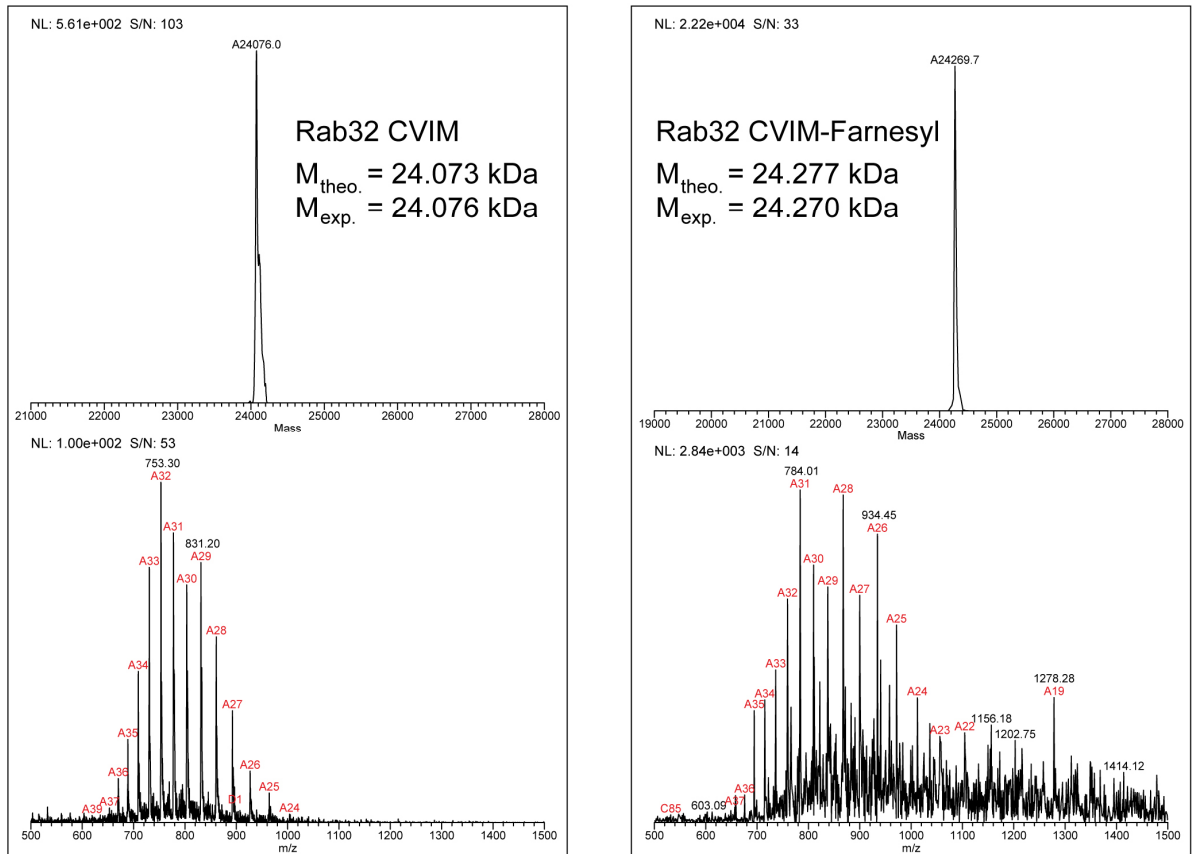 NL: 5.61e+002 S/N: 103
A24076.0
Rab32 CVIM
Mtheo. = 24.073 kDa
Mexp. = 24.076 kDa
21000 22000 23000 24000 25000 26000 27000 28000
Mass
NL: 1.00e+002 S/N: 53
753.30
A32
A31
831.20
A33
A29
A30
A28
A34
A27
A35
A26
A36
A25
A39
A37
D1
A24
500 600 700 800 900 1000 1100 1200 1300 1400 1500
m/z
NL: 2.22e+004 S/N: 33
A24269.7
Rab32 CVIM-Farnesyl
Mtheo. = 24.277 kDa
Mexp. = 24.270 kDa
19000 20000 21000 22000 23000 24000 25000 26000 27000 28000
Mass
NL: 2.84e+003 S/N: 14
784.01
A31
A28
934.45
A26
A30
A32
A29
A27
A25
A33
1278.28
A34
A24
A19
A35
1156.18
A23
A22
1202.75
1414.12
A36
A37
C85
603.09
500 600 700 800 900 1000 1100 1200 1300 1400 1500
m/z